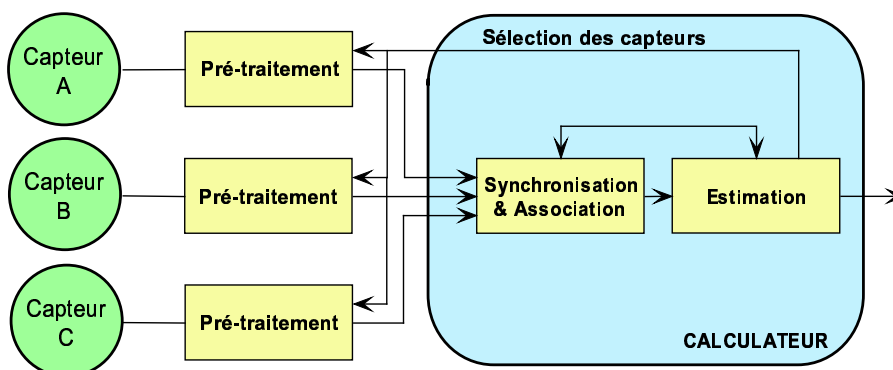 Capteur
A
Pré-traitement
Sélection des capteurs
Capteur
B
Pré-traitement
Synchronisation
& Association
Estimation
Capteur
C
Pré-traitement
CALCULATEUR